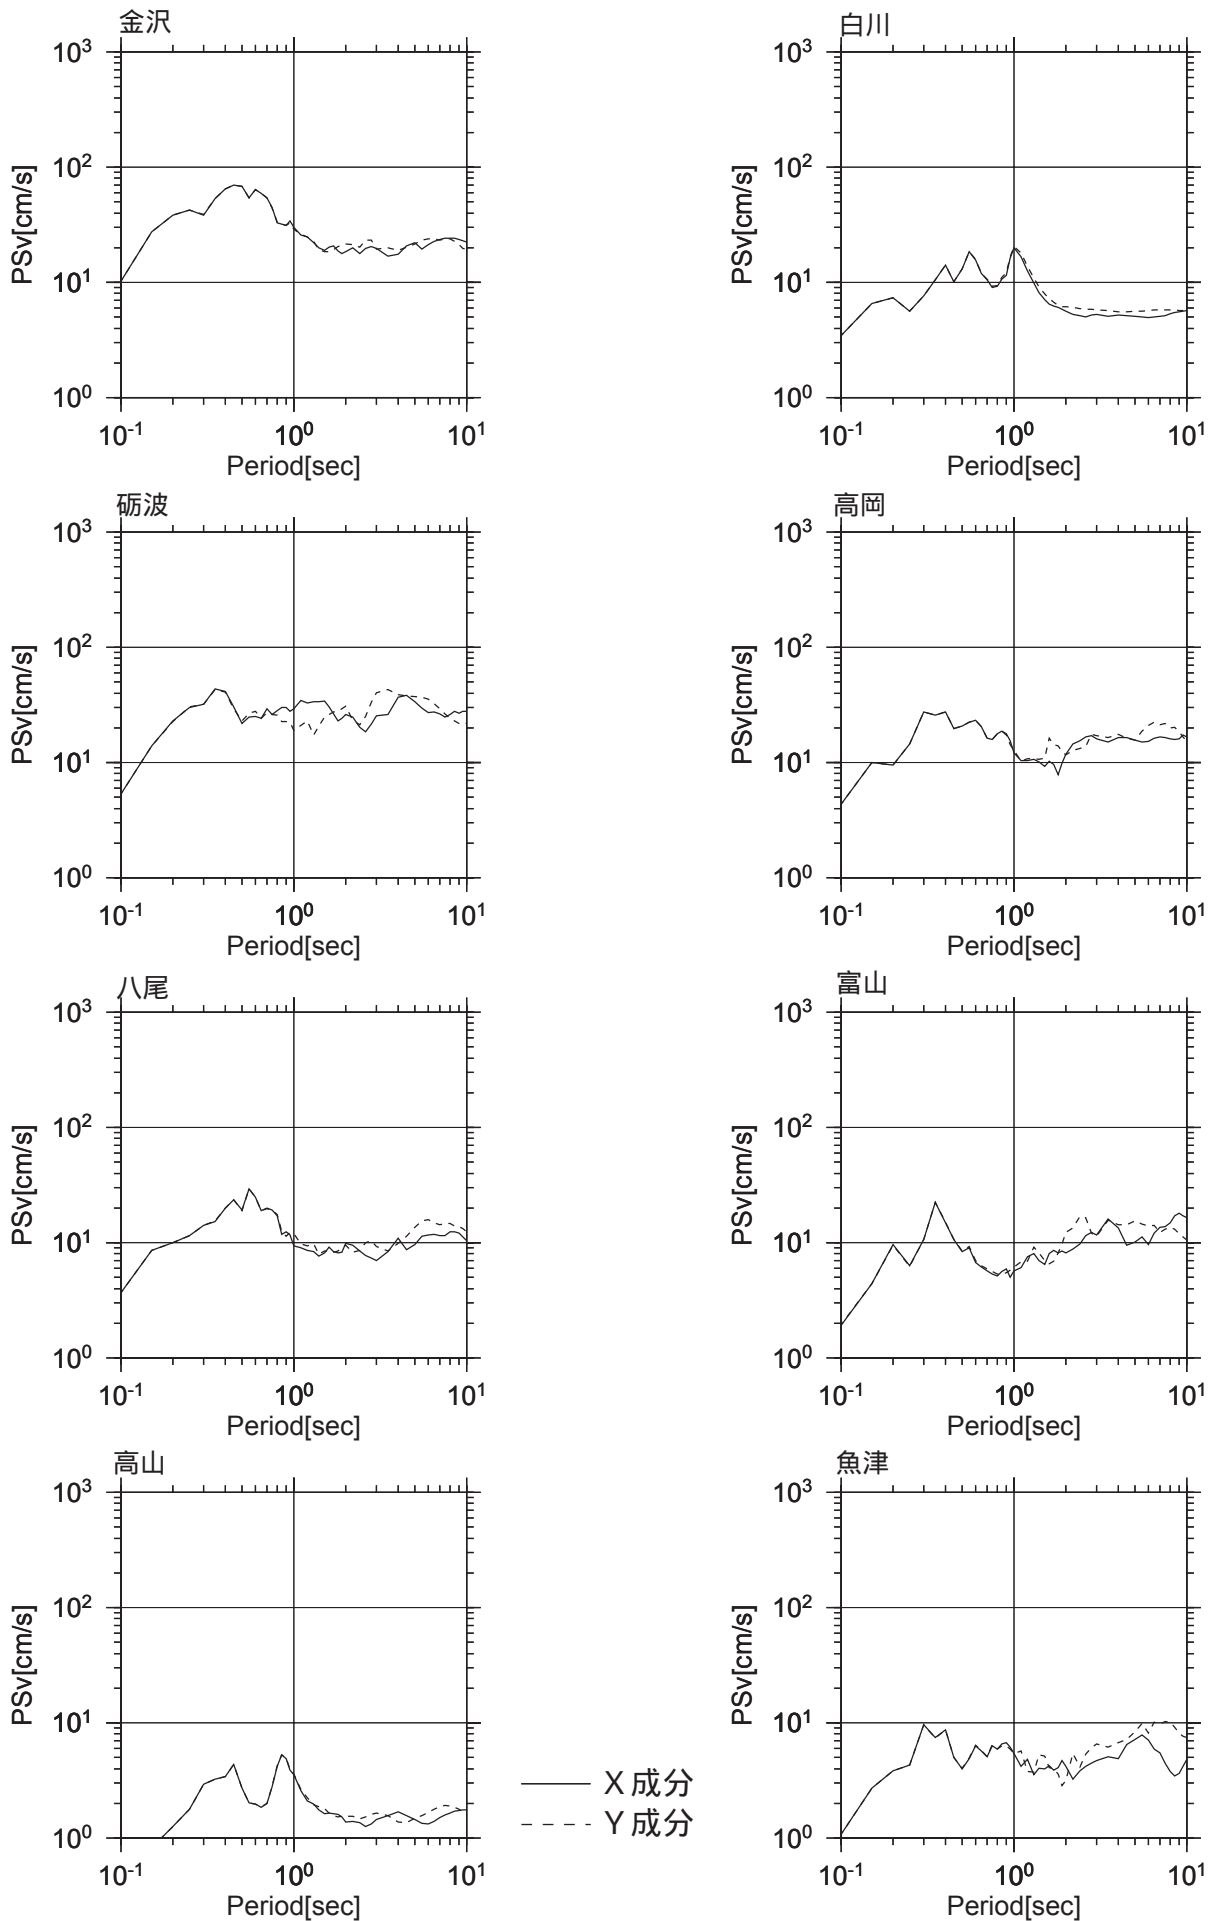 金沢
10³
10²
10¹
10⁰
PSv[cm/s]
10⁻¹ 10⁰ 10¹
Period[sec]
白川
10³
10²
10¹
10⁰
PSv[cm/s]
10⁻¹ 10⁰ 10¹
Period[sec]
砺波
10³
10²
10¹
10⁰
PSv[cm/s]
10⁻¹ 10⁰ 10¹
Period[sec]
高岡
10³
10²
10¹
10⁰
PSv[cm/s]
10⁻¹ 10⁰ 10¹
Period[sec]
八尾
10³
10²
10¹
10⁰
PSv[cm/s]
10⁻¹ 10⁰ 10¹
Period[sec]
富山
10³
10²
10¹
10⁰
PSv[cm/s]
10⁻¹ 10⁰ 10¹
Period[sec]
高山
10³
10²
10¹
10⁰
PSv[cm/s]
10⁻¹ 10⁰ 10¹
Period[sec]
X 成分
Y 成分
魚津
10³
10²
10¹
10⁰
PSv[cm/s]
10⁻¹ 10⁰ 10¹
Period[sec]